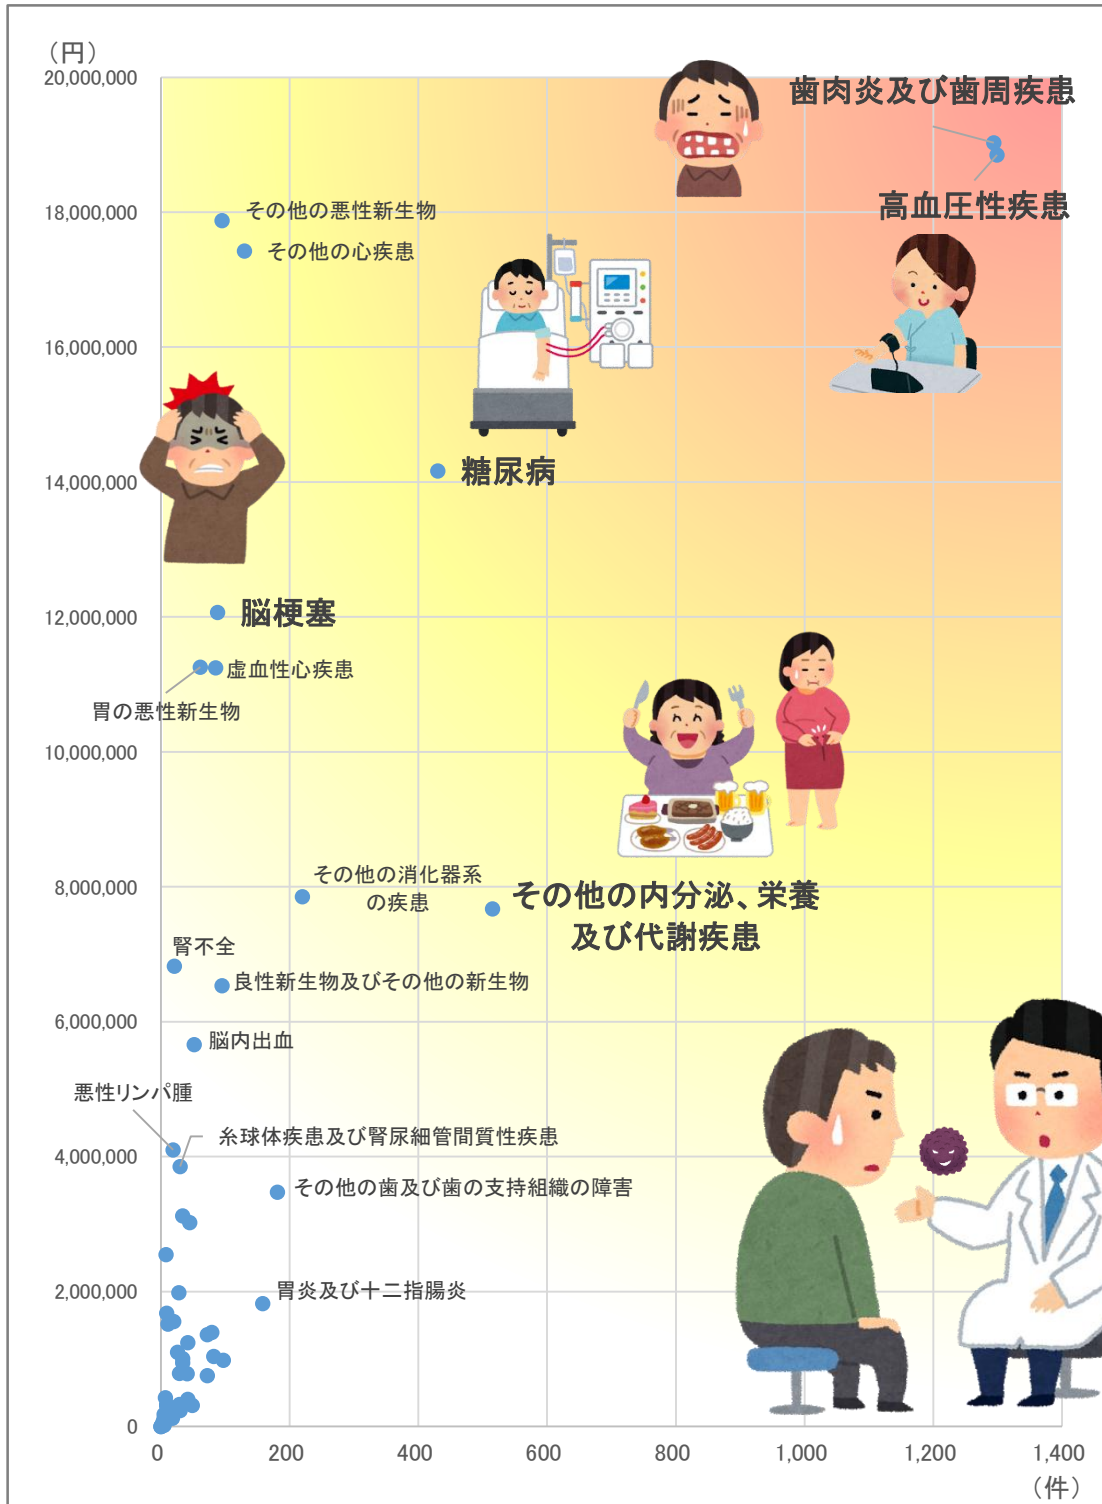 （円）
20,000,000
歯肉炎及び歯周疾患
高血圧性疾患
18,000,000
その他の悪性新生物
その他の心疾患
16,000,000
糖尿病
14,000,000
12,000,000
脳梗塞
虚血性心疾患
胃の悪性新生物
10,000,000
8,000,000
その他の消化器系
の疾患
その他の内分泌、栄養
及び代謝疾患
腎不全
良性新生物及びその他の新生物
6,000,000
脳内出血
悪性リンパ腫
糸球体疾患及び腎尿細管間質性疾患
4,000,000
その他の歯及び歯の支持組織の障害
胃炎及び十二指腸炎
2,000,000
0
0 200 400 600 800 1,000 1,200 1,400
（件）